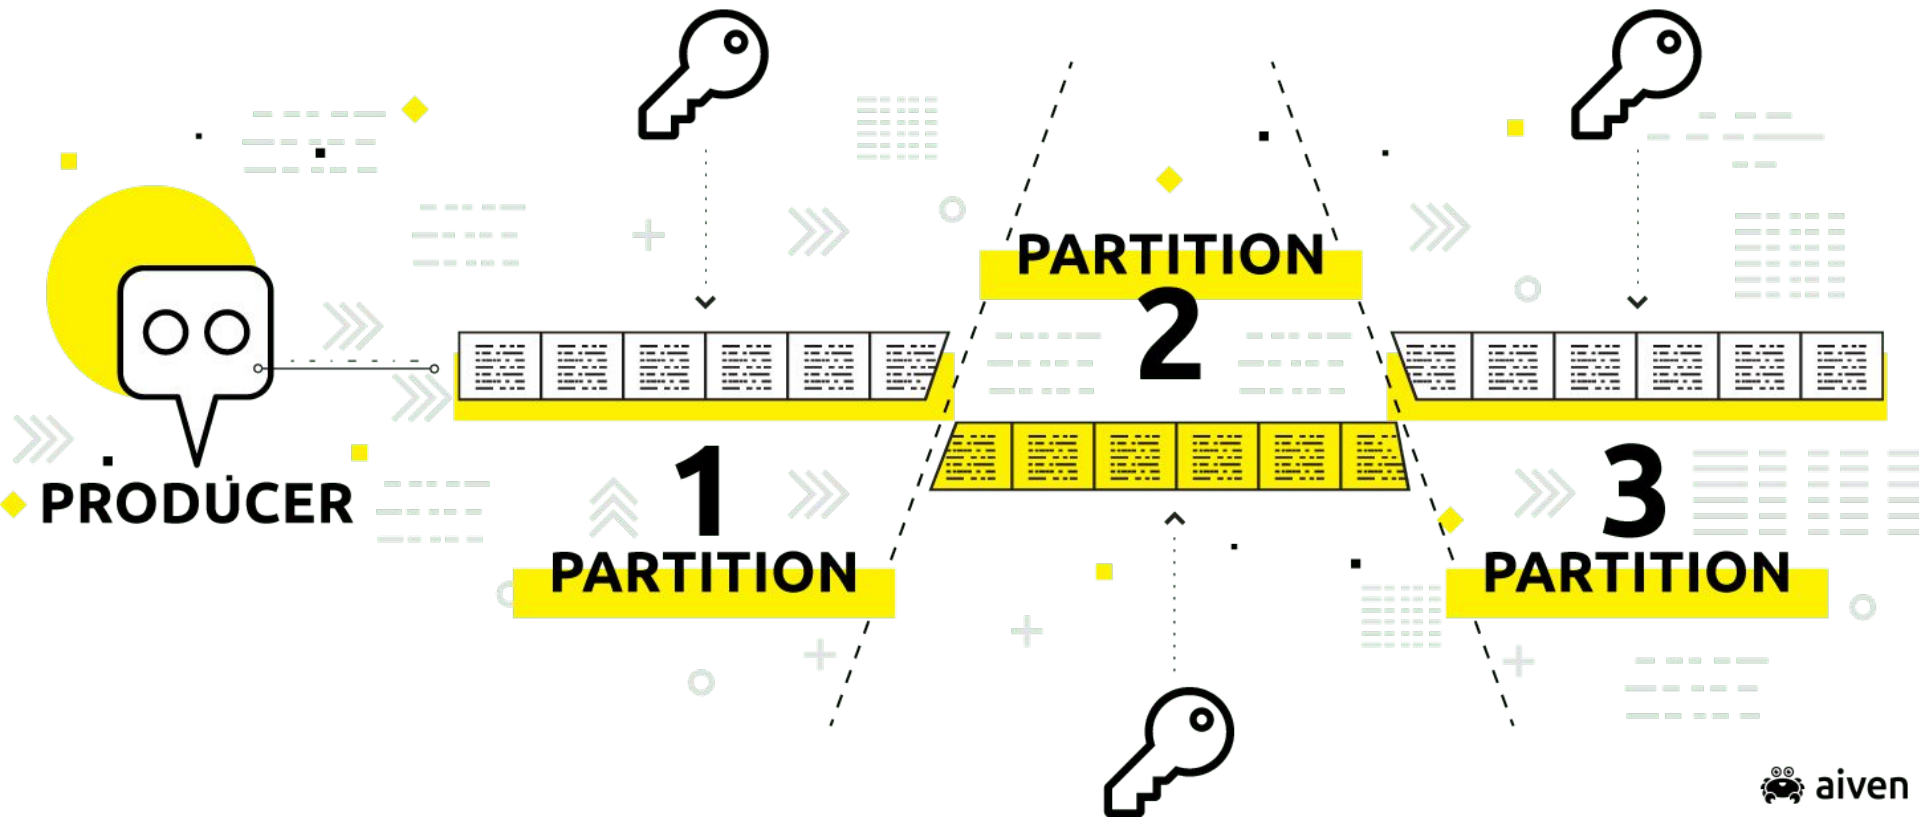 PRODUCER
1
PARTITION
PARTITION
2
3
PARTITION
aiven